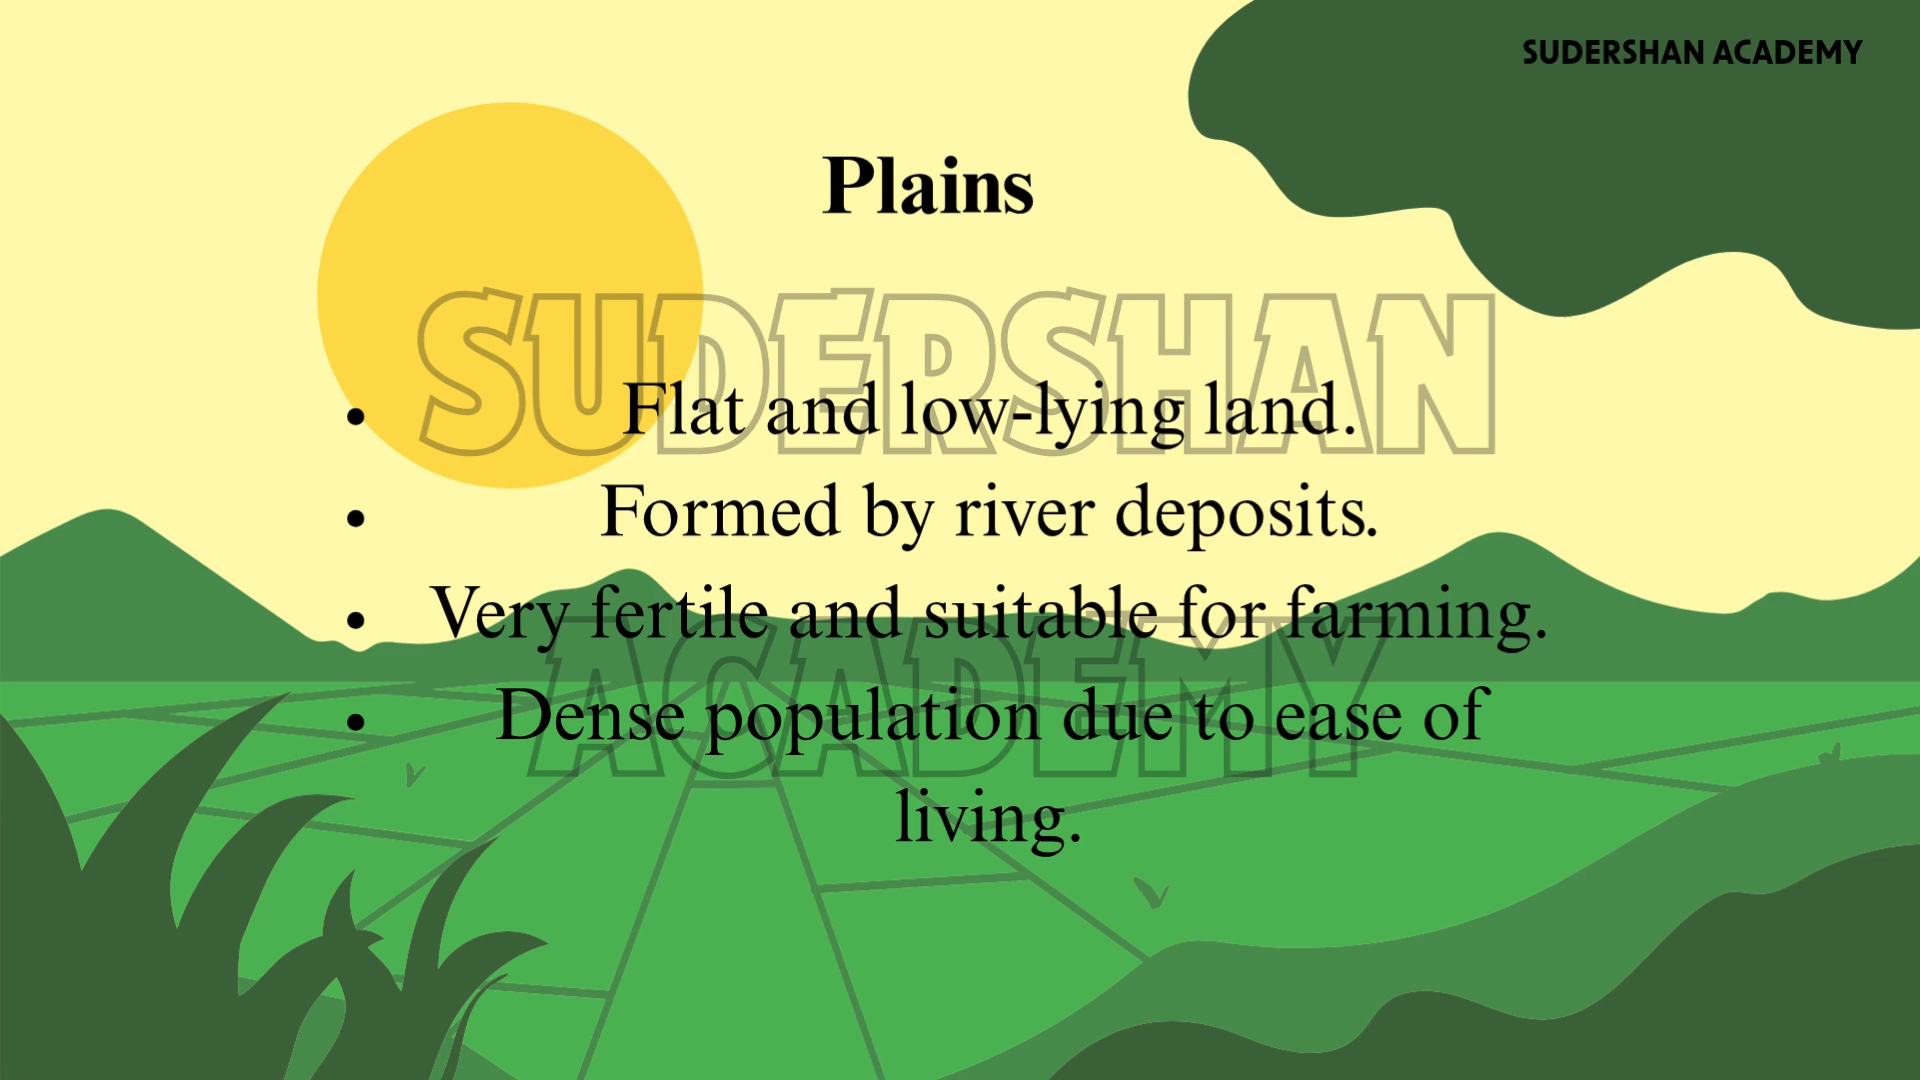 SUDERSHAN ACADEMY
Plains
SUDERSHAN
• Flat and low-lying land.
• Formed by river deposits.
• Very fertile and suitable for farming.
ACADEMY
• Dense population due to ease of
living.